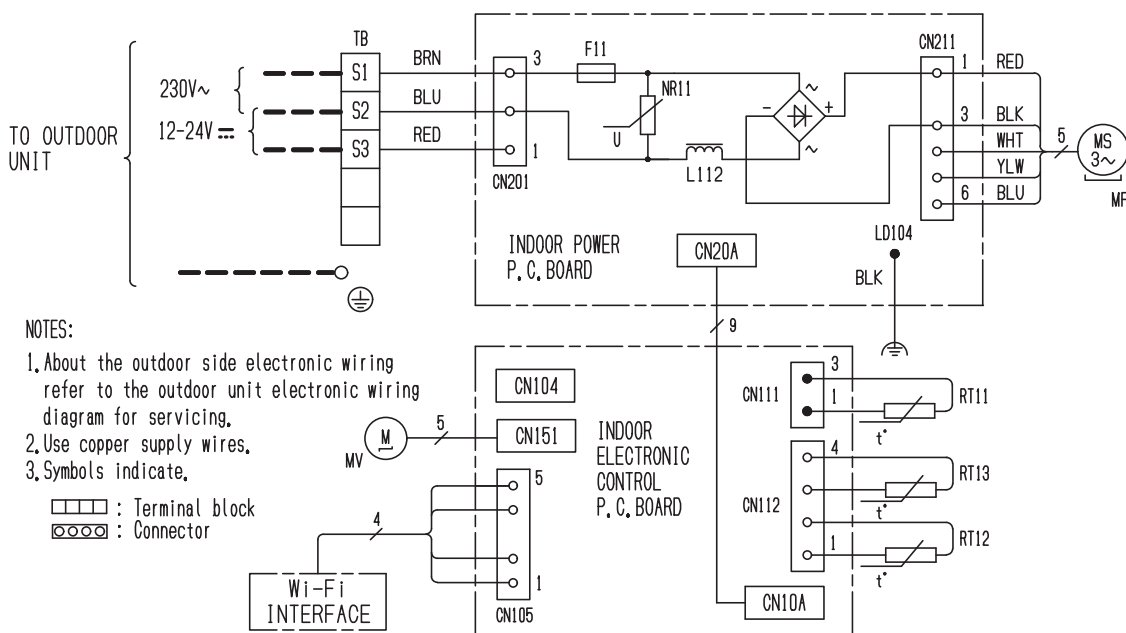 TO OUTDOOR
UNIT
230V~
12-24V
TB
S1
S2
S3
BRN
BLU
RED
3
1
CN201
F11
NR11
U
L112
~
-
+
~
CN211
1
3
6
RED
BLK
WHT
YLW
BLU
5
MS
3~
MF
INDOOR POWER
P.C.BOARD
CN20A
LD104
BLK
9
NOTES:
1.About the outdoor side electronic wiring
refer to the outdoor unit electronic wiring
diagram for servicing.
2.Use copper supply wires.
3.Symbols indicate.
: Terminal block
: Connector
M
MV
5
CN104
CN151
INDOOR
ELECTRONIC
CONTROL
P.C.BOARD
5
1
CN105
4
Wi-Fi
INTERFACE
CN111
3
1
RT11
t°
CN112
4
1
RT13
t°
RT12
t°
CN10A